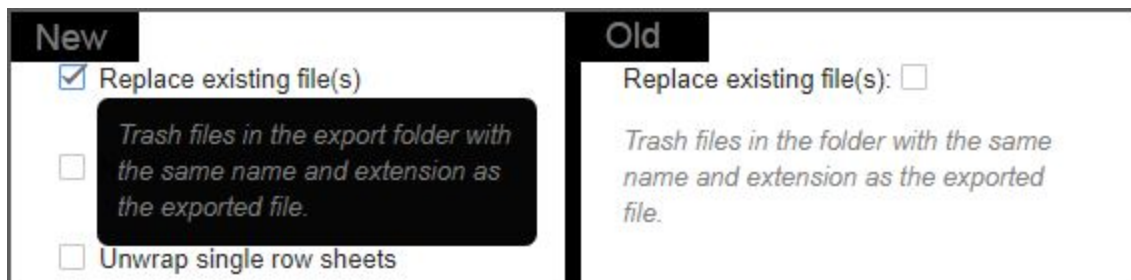 New
Replace existing file(s)
Trash files in the export folder with
the same name and extension as
the exported file.
Unwrap single row sheets
Old
Replace existing file(s):
Trash files in the folder with the same
name and extension as the exported
file.